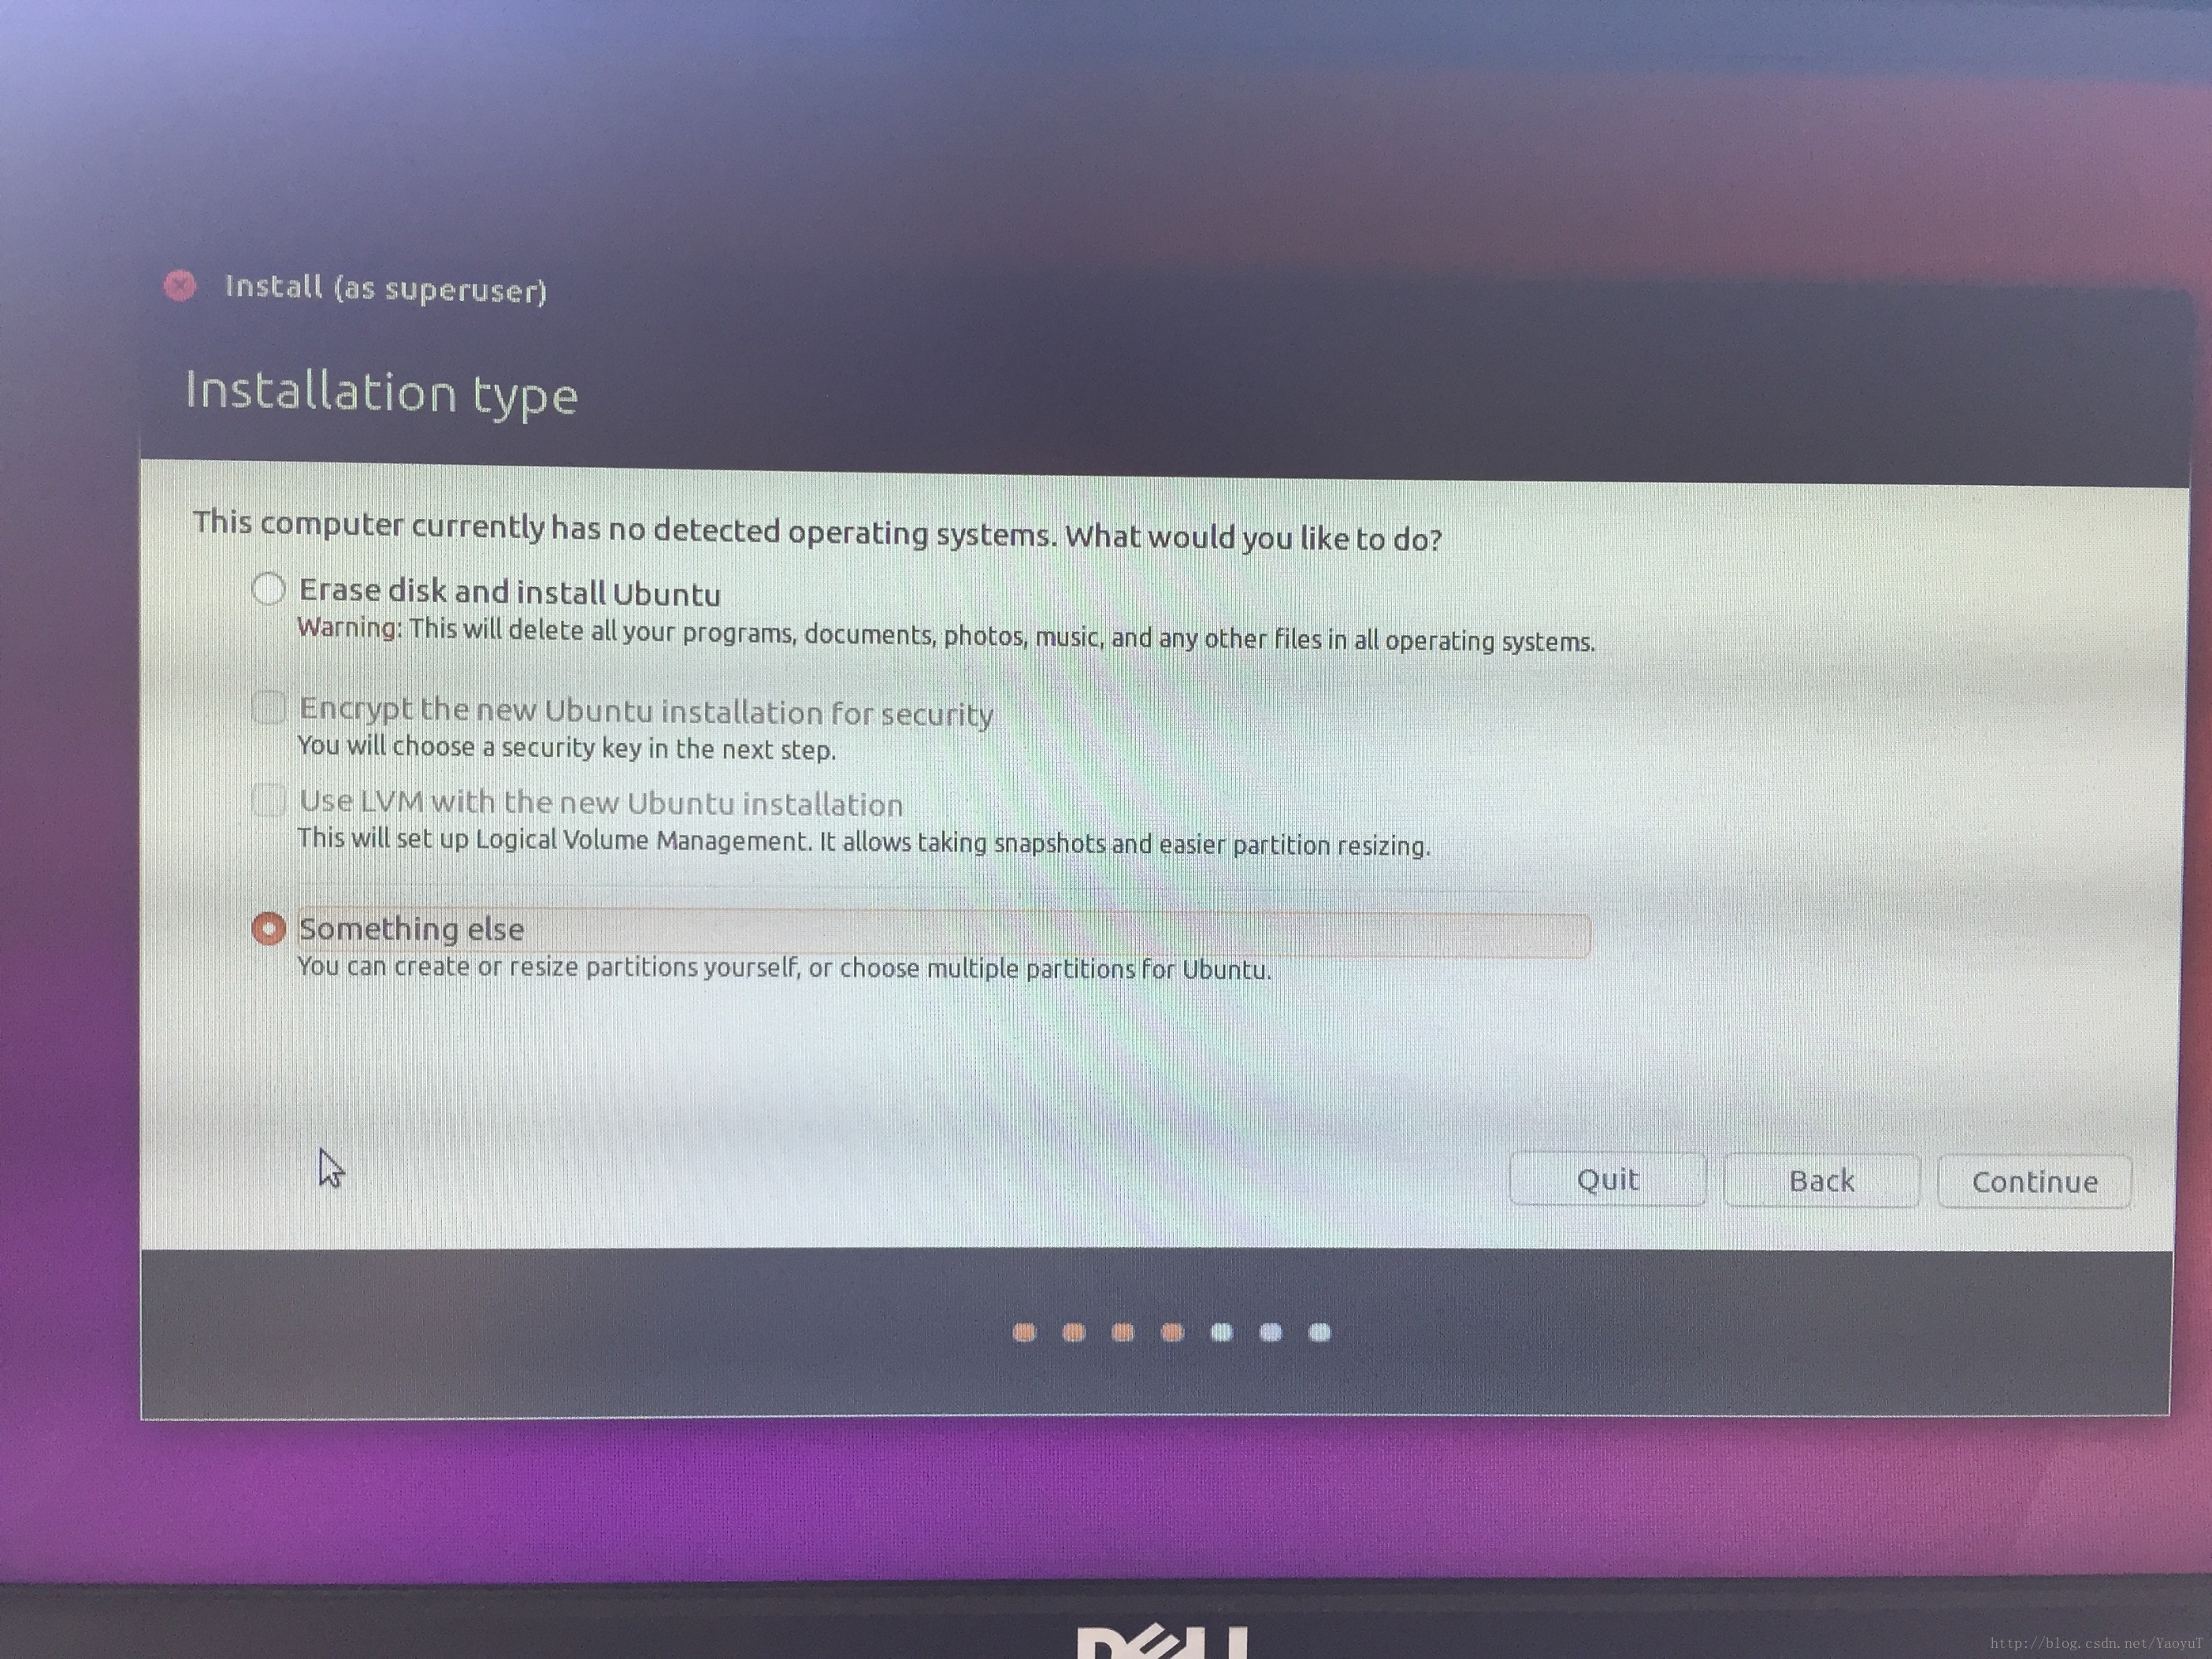 Install (as superuser)
Installation type
This computer currently has no detected operating systems. What would you like to do?
Erase disk and install Ubuntu
Warning: This will delete all your programs, documents, photos, music, and any other files in all operating systems.
Encrypt the new Ubuntu installation for security
You will choose a security key in the next step.
Use LVM with the new Ubuntu installation
This will set up Logical Volume Management. It allows taking snapshots and easier partition resizing.
Something else
You can create or resize partitions yourself, or choose multiple partitions for Ubuntu.
Quit Back Continue
DELL
http://blog.csdn.net/YaoyuT